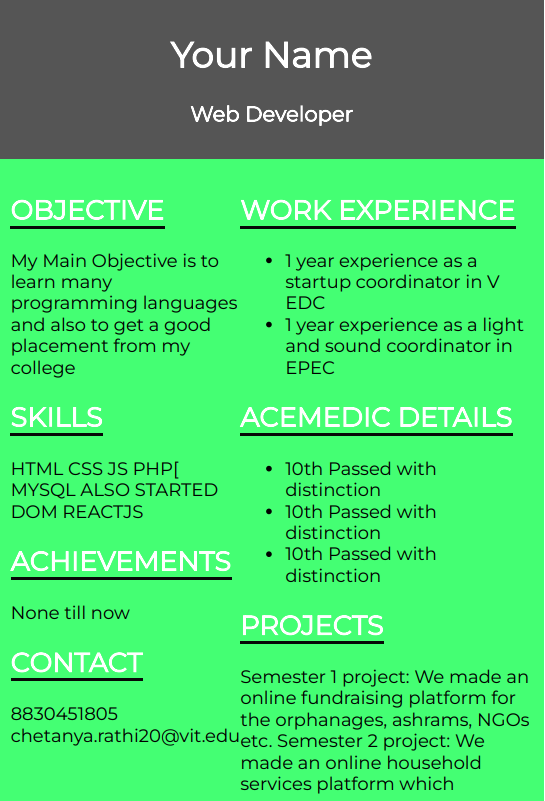 Your Name
Web Developer
OBJECTIVE
My Main Objective is to
learn many
programming languages
and also to get a good
placement from my
college
SKILLS
HTML CSS JS PHP[
MYSQL ALSO STARTED
DOM REACTJS
ACHIEVEMENTS
None till now
CONTACT
8830451805
chetanya.rathi20@vit.edu
WORK EXPERIENCE
• 1 year experience as a
startup coordinator in V
EDC
• 1 year experience as a light
and sound coordinator in
EPEC
ACEMEDIC DETAILS
• 10th Passed with
distinction
• 10th Passed with
distinction
• 10th Passed with
distinction
PROJECTS
Semester 1 project: We made an
online fundraising platform for
the orphanages, ashrams, NGOs
etc. Semester 2 project: We
made an online household
services platform which